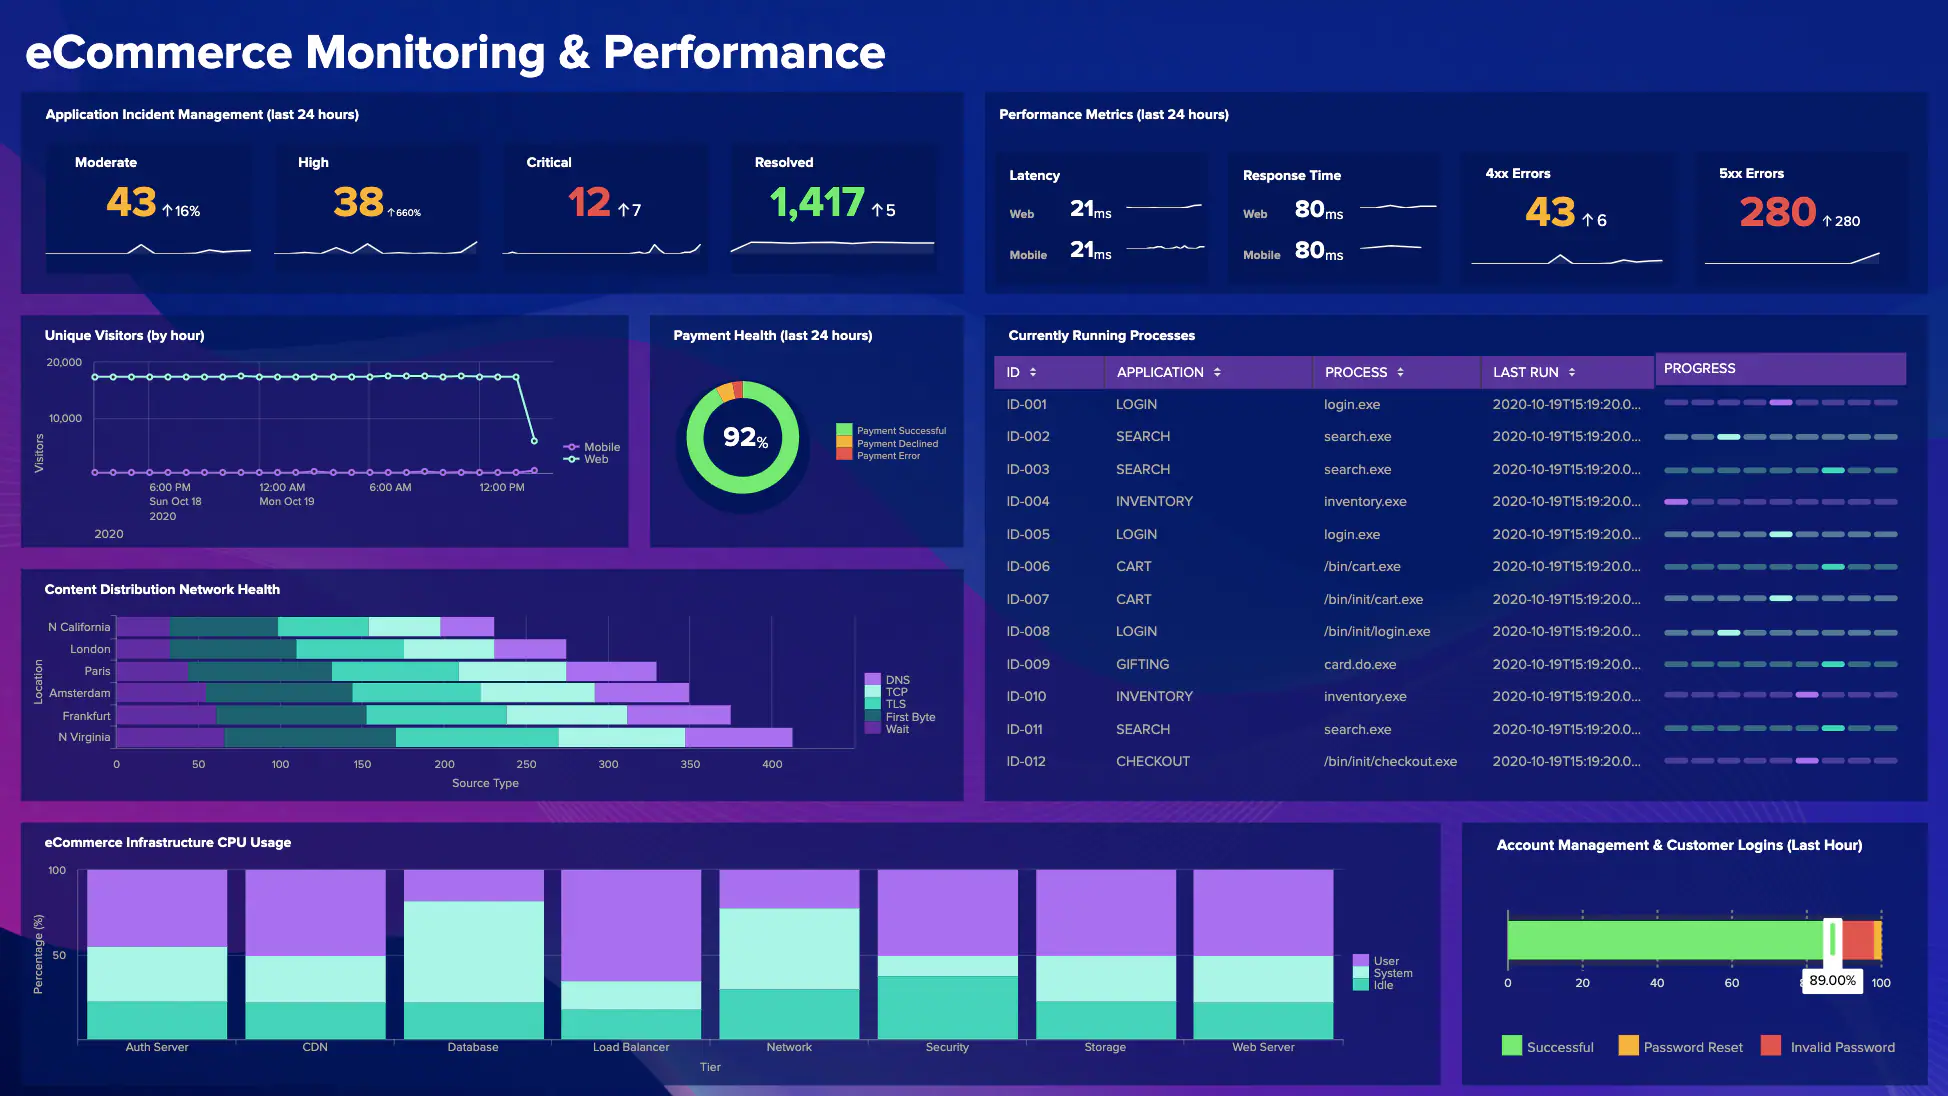 eCommerce Monitoring & Performance
Application Incident Management (last 24 hours)
Moderate
43 ↑16%
High
38 ↑660%
Critical
12 ↑7
Resolved
1,417 ↑5
Performance Metrics (last 24 hours)
Latency
Web 21ms
Mobile 21ms
Response Time
Web 80ms
Mobile 80ms
4xx Errors
43 ↑6
5xx Errors
280 ↑280
Unique Visitors (by hour)
20,000
10,000
Visitors
6:00 PM
Sun Oct 18
2020
12:00 AM
Mon Oct 19
6:00 AM
12:00 PM
2020
Mobile
Web
Payment Health (last 24 hours)
92%
Payment Successful
Payment Declined
Payment Error
Currently Running Processes
ID APPLICATION PROCESS LAST RUN PROGRESS
ID-001 LOGIN login.exe 2020-10-19T15:19:20.0...
ID-002 SEARCH search.exe 2020-10-19T15:19:20.0...
ID-003 SEARCH search.exe 2020-10-19T15:19:20.0...
ID-004 INVENTORY inventory.exe 2020-10-19T15:19:20.0...
ID-005 LOGIN login.exe 2020-10-19T15:19:20.0...
ID-006 CART /bin/cart.exe 2020-10-19T15:19:20.0...
ID-007 CART /bin/init/cart.exe 2020-10-19T15:19:20.0...
ID-008 LOGIN /bin/init/login.exe 2020-10-19T15:19:20.0...
ID-009 GIFTING card.do.exe 2020-10-19T15:19:20.0...
ID-010 INVENTORY inventory.exe 2020-10-19T15:19:20.0...
ID-011 SEARCH search.exe 2020-10-19T15:19:20.0...
ID-012 CHECKOUT /bin/init/checkout.exe 2020-10-19T15:19:20.0...
Content Distribution Network Health
Location
N California
London
Paris
Amsterdam
Frankfurt
N Virginia
0 50 100 150 200 250 300 350 400
Source Type
DNS
TCP
TLS
First Byte
Wait
eCommerce Infrastructure CPU Usage
100
50
Percentage (%)
Auth Server CDN Database Load Balancer Network Security Storage Web Server
Tier
User
System
Idle
Account Management & Customer Logins (Last Hour)
0 20 40 60 100
89.00%
Successful Password Reset Invalid Password